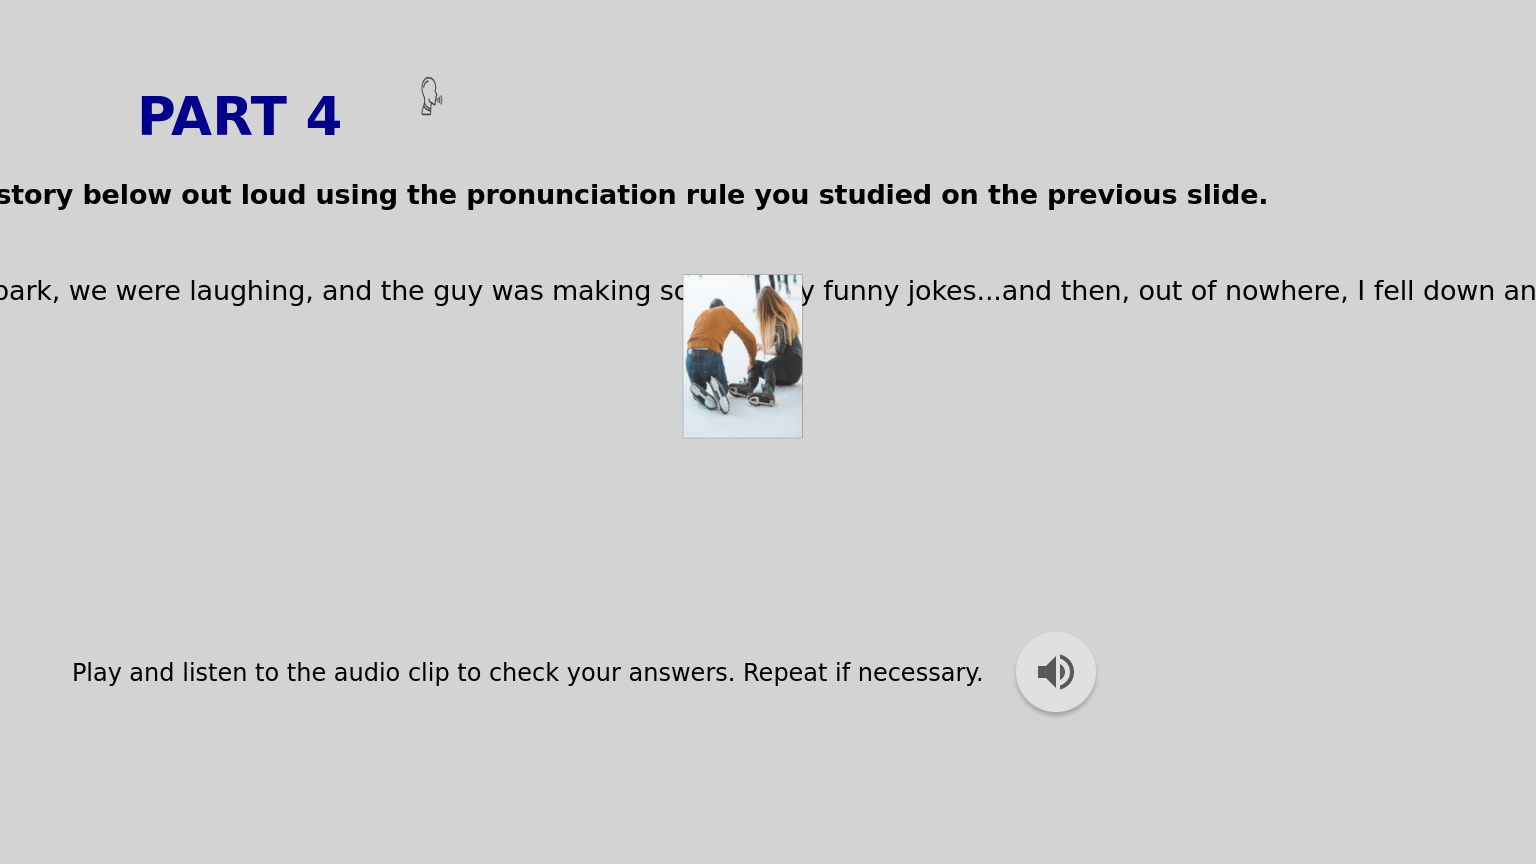 PART 4
story below out loud using the pronunciation rule you studied on the previous slide.
park, we were laughing, and the guy was making so y funny jokes...and then, out of nowhere, I fell down an
Play and listen to the audio clip to check your answers. Repeat if necessary.